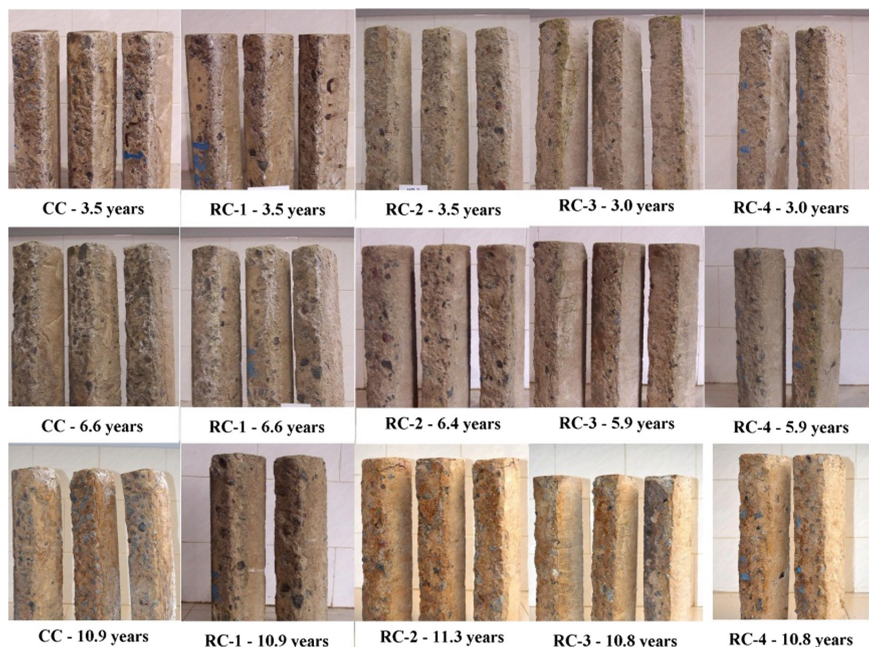 CC - 3.5 years
RC-1 - 3.5 years
RC-2 - 3.5 years
RC-3 - 3.0 years
RC-4 - 3.0 years
CC - 6.6 years
RC-1 - 6.6 years
RC-2 - 6.4 years
RC-3 - 5.9 years
RC-4 - 5.9 years
CC - 10.9 years
RC-1 - 10.9 years
RC-2 - 11.3 years
RC-3 - 10.8 years
RC-4 - 10.8 years